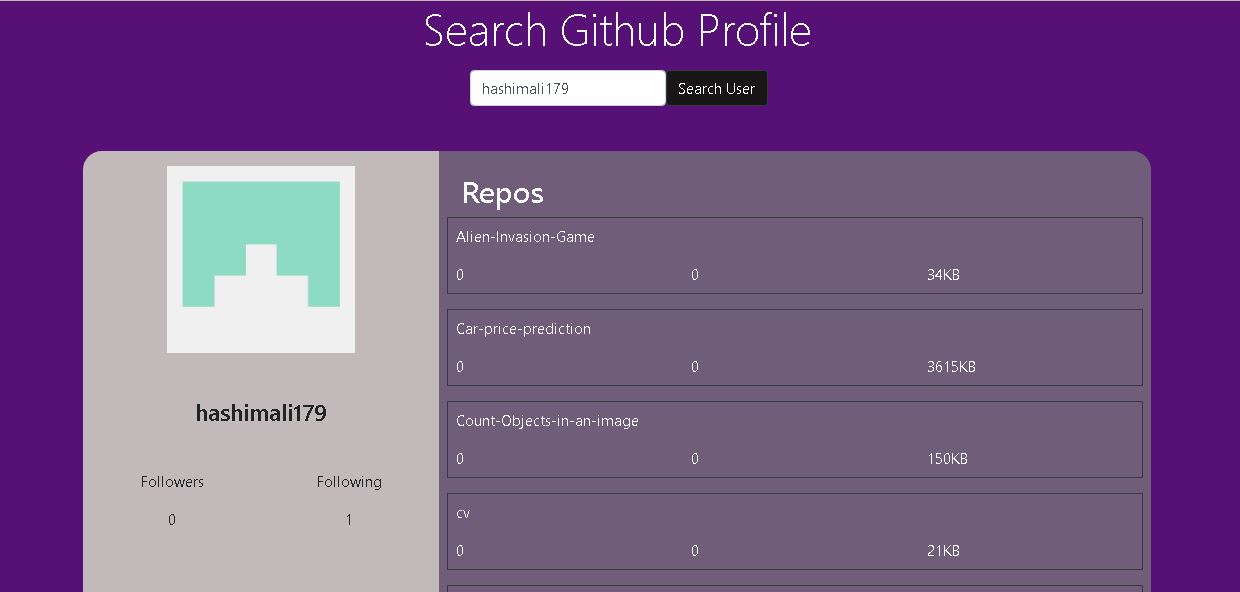 Search Github Profile
hashimali179 Search User
hashimali179
Followers Following
0 1
Repos
Alien-Invasion-Game
0 0 34KB
Car-price-prediction
0 0 3615KB
Count-Objects-in-an-image
0 0 150KB
cv
0 0 21KB